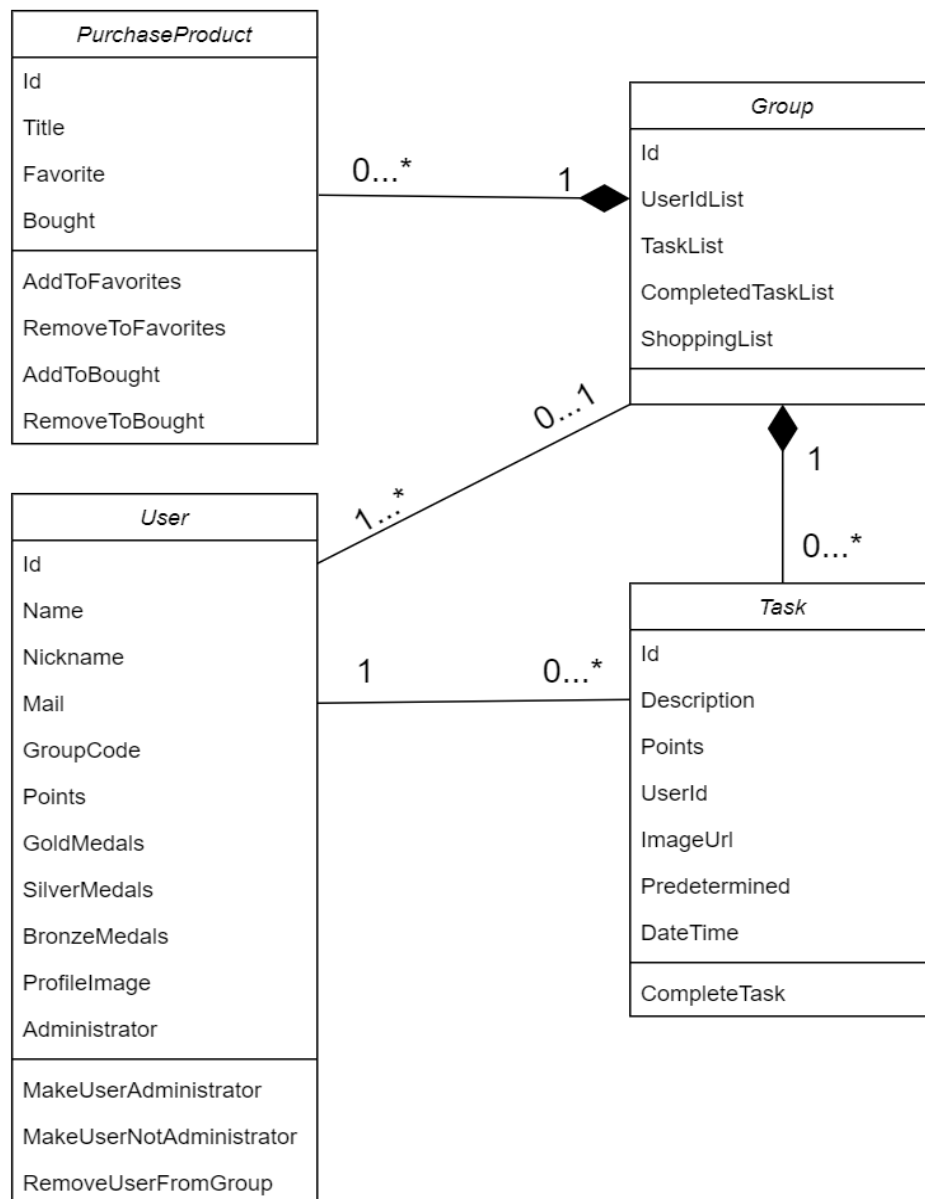 PurchaseProduct
Id
Title
Favorite
Bought
AddToFavorites
RemoveToFavorites
AddToBought
RemoveToBought
0...*
1
Group
Id
UserIdList
TaskList
CompletedTaskList
ShoppingList
0...1
1...*
1
0...*
User
Id
Name
Nickname
Mail
GroupCode
Points
GoldMedals
SilverMedals
BronzeMedals
ProfileImage
Administrator
MakeUserAdministrator
MakeUserNotAdministrator
RemoveUserFromGroup
1
0...*
Task
Id
Description
Points
UserId
ImageUrl
Predetermined
DateTime
CompleteTask